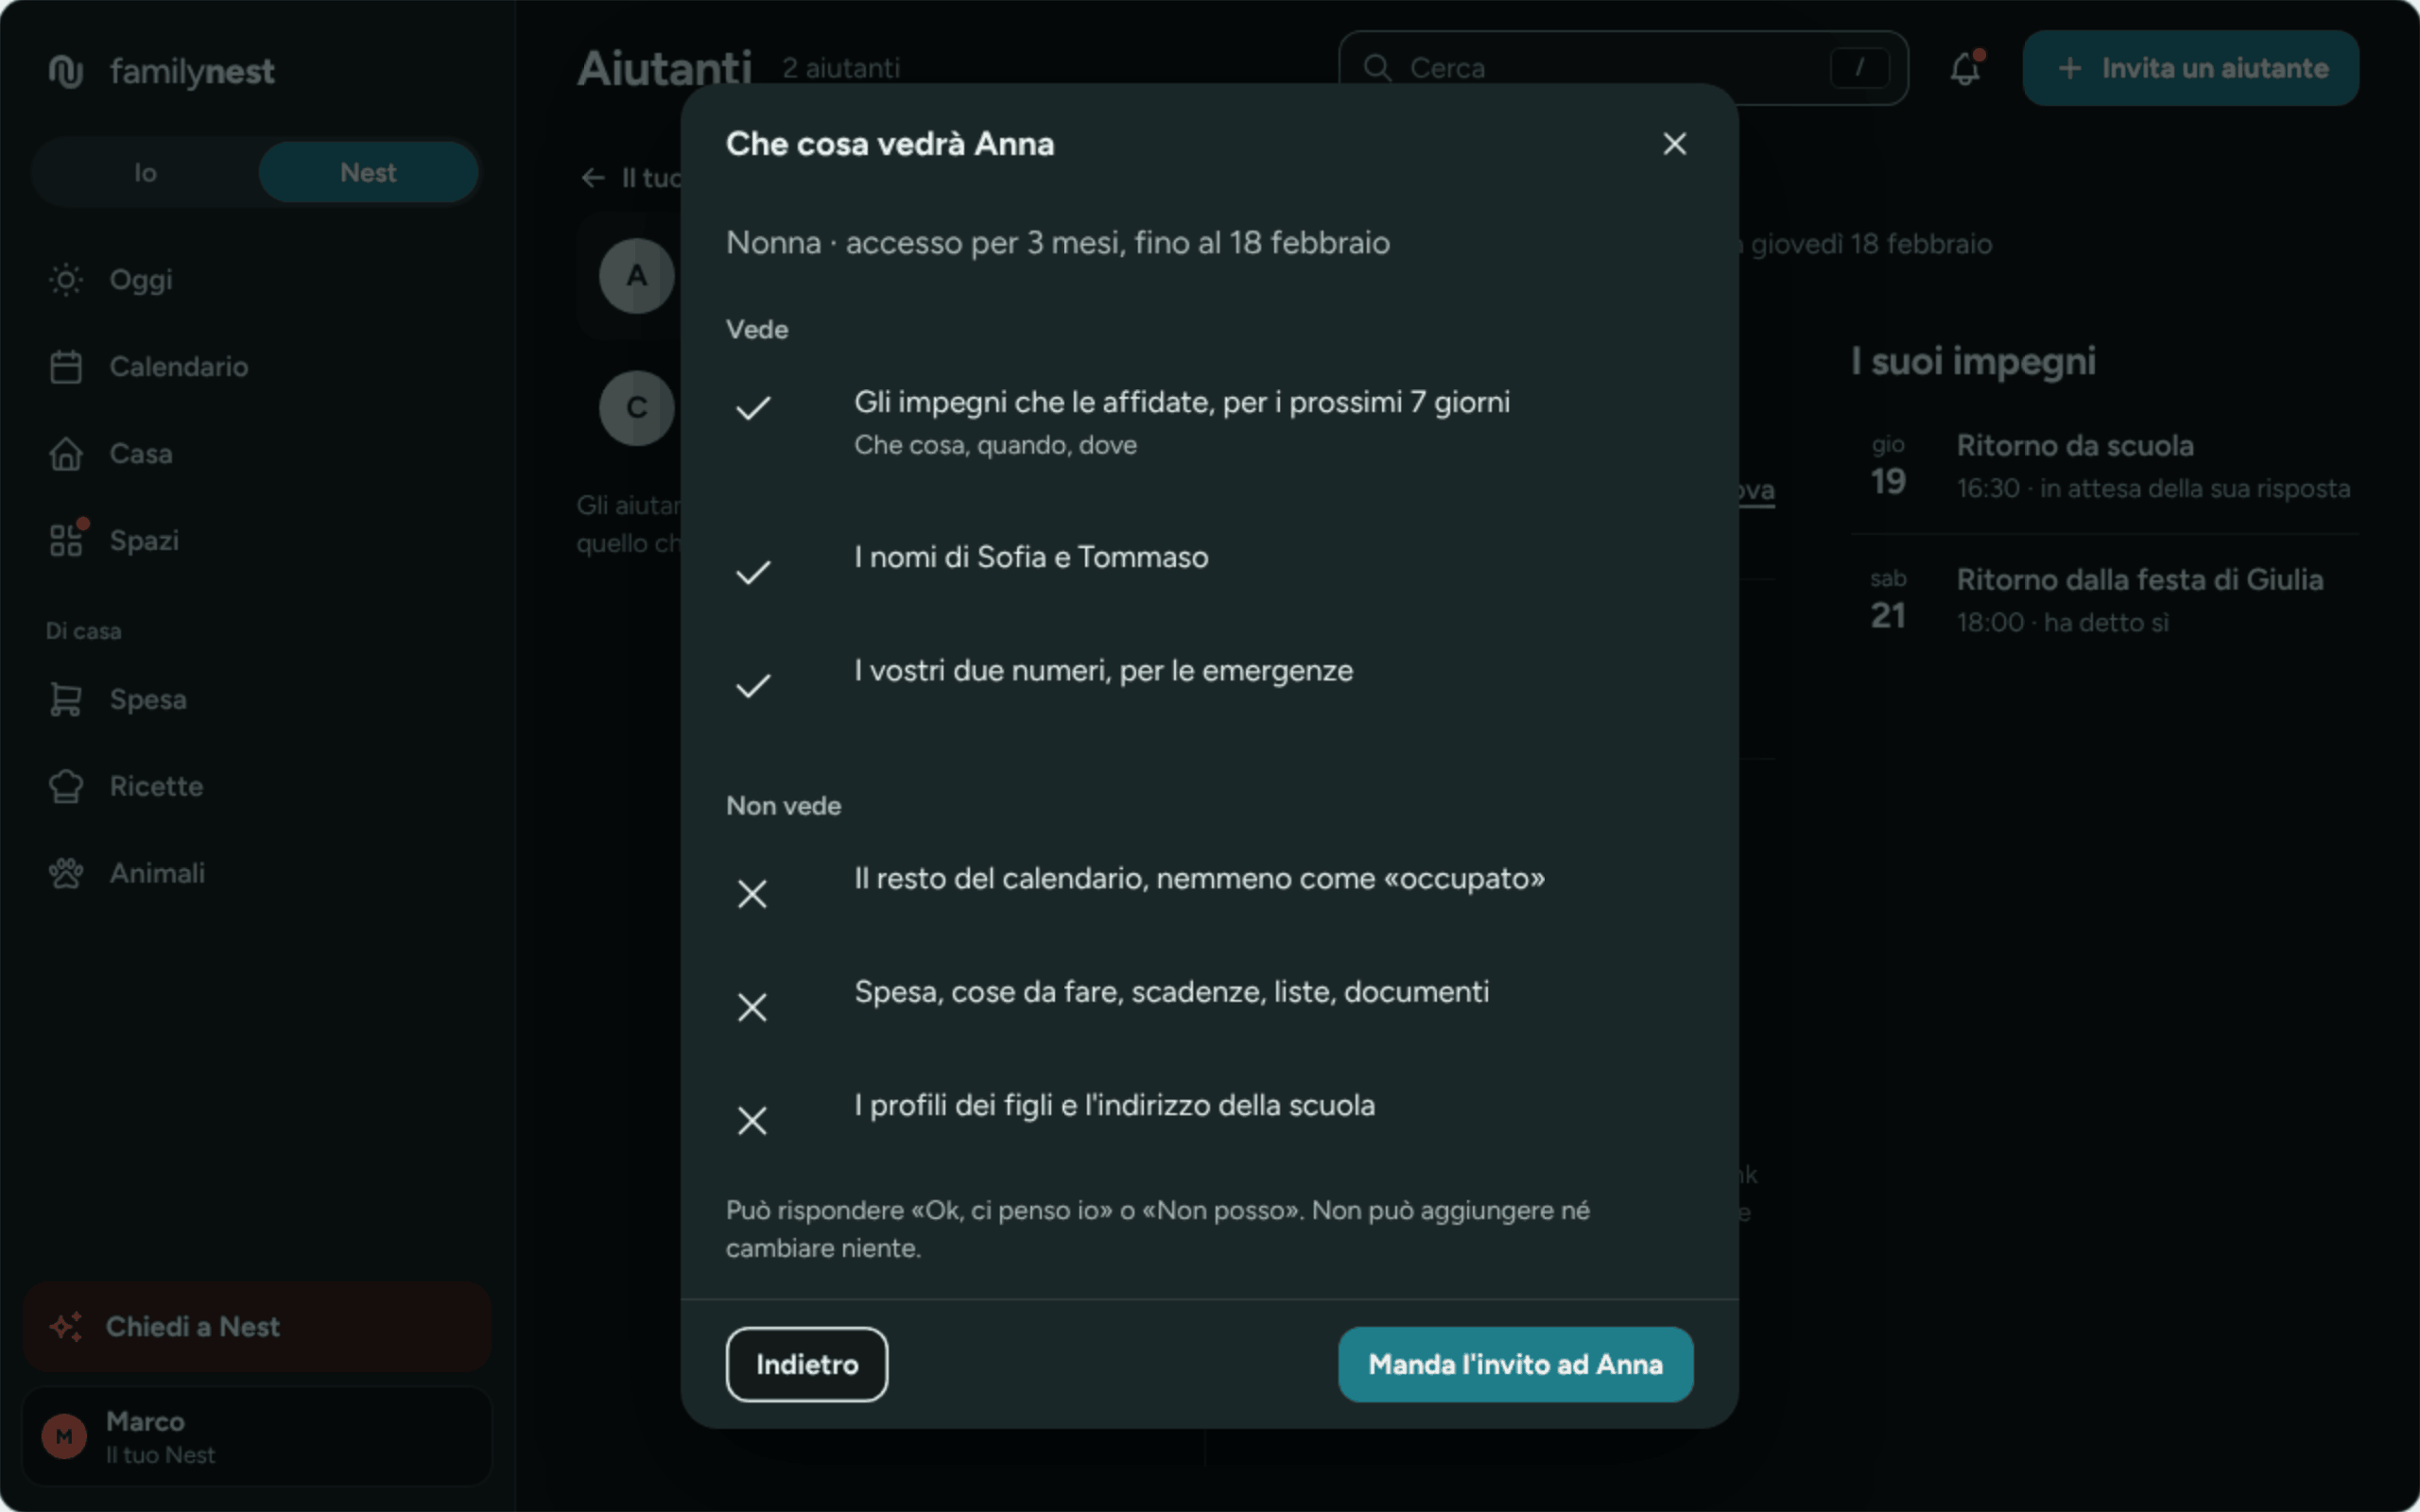 familynest
Io
Nest
Oggi
Calendario
Casa
Spazi
Di casa
Spesa
Ricette
Animali
Chiedi a Nest
M
Marco
Il tuo Nest
Aiutanti
2 aiutanti
Cerca
/
Invita un aiutante
Il tuo
A
C
Gli aiutan
quello ch
Che cosa vedrà Anna
Nonna · accesso per 3 mesi, fino al 18 febbraio
Vede
Gli impegni che le affidate, per i prossimi 7 giorni
Che cosa, quando, dove
I nomi di Sofia e Tommaso
I vostri due numeri, per le emergenze
Non vede
Il resto del calendario, nemmeno come «occupato»
Spesa, cose da fare, scadenze, liste, documenti
I profili dei figli e l'indirizzo della scuola
Può rispondere «Ok, ci penso io» o «Non posso». Non può aggiungere né
cambiare niente.
Indietro
Manda l'invito ad Anna
giovedì 18 febbraio
I suoi impegni
gio
19
Ritorno da scuola
16:30 · in attesa della sua risposta
sab
21
Ritorno dalla festa di Giulia
18:00 · ha detto sì